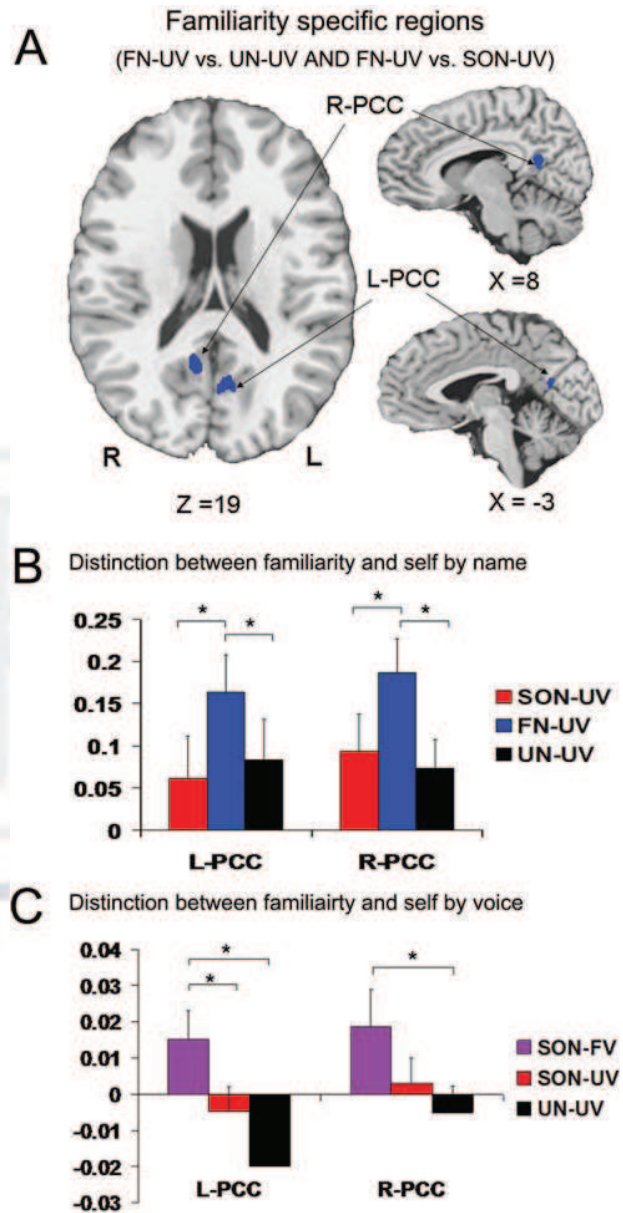 Familiarity specific regions
A (FN-UV vs. UN-UV AND FN-UV vs. SON-UV)
R-PCC
X =8
L-PCC
R L
Z =19 X = -3
B Distinction between familiarity and self by name
* * * *
0.25
0.2
0.15
0.1
0.05
0
SON-UV
FN-UV
UN-UV
L-PCC R-PCC
C Distinction between familiairty and self by voice
* * *
0.04
0.03
0.02
0.01
0
-0.01
-0.02
-0.03
SON-FV
SON-UV
UN-UV
L-PCC R-PCC